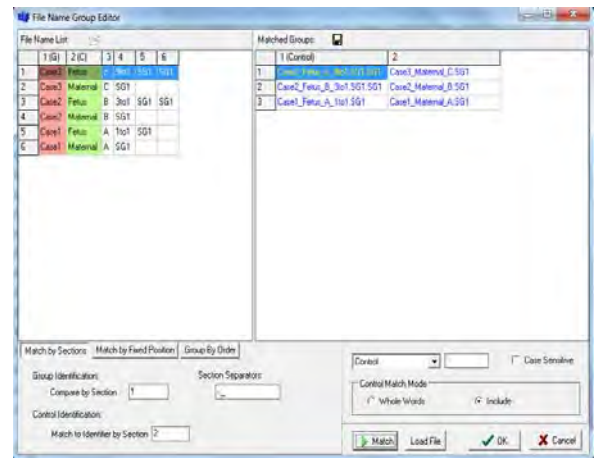 File Name Group Editor
File Name List
Matched Groups:
1 (G) 2 (C) 3 4 5 6
1 Case3 Fetus SG1
2 Case3 Maternal C SG1
3 Case2 Fetus B 3to1 SG1 SG1
4 Case2 Maternal B SG1
5 Case1 Fetus A 1to1 SG1
6 Case1 Maternal A SG1
1 (Control) 2
1 Case3_Maternal_C.SG1
2 Case2_Fetus_B_3to1.SG1.SG1 Case2_Maternal_B.SG1
3 Case1_Fetus_A_1to1.SG1 Case1_Maternal_A.SG1
Match by Sections Match by Fixed Position Group By Order
Group Identification:
Compare by Section 1
Section Separators:
_
Control Identification:
Match to Identifier by Section 2
Control
Case Sensitive
Control Match Mode
Whole Words Include
Match Load File OK Cancel